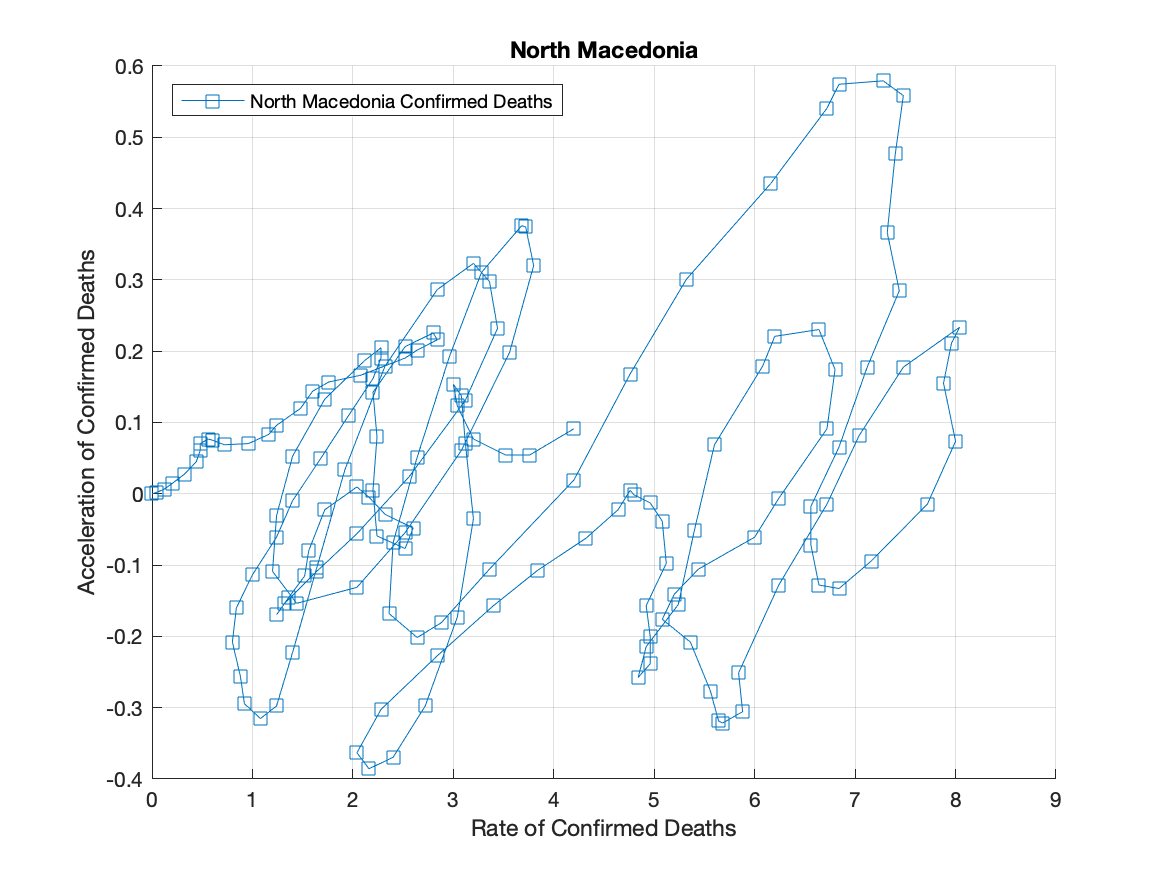 North Macedonia
North Macedonia Confirmed Deaths
0.6
0.5
0.4
0.3
0.2
0.1
0
-0.1
-0.2
-0.3
-0.4
Acceleration of Confirmed Deaths
0 1 2 3 4 5 6 7 8 9
Rate of Confirmed Deaths